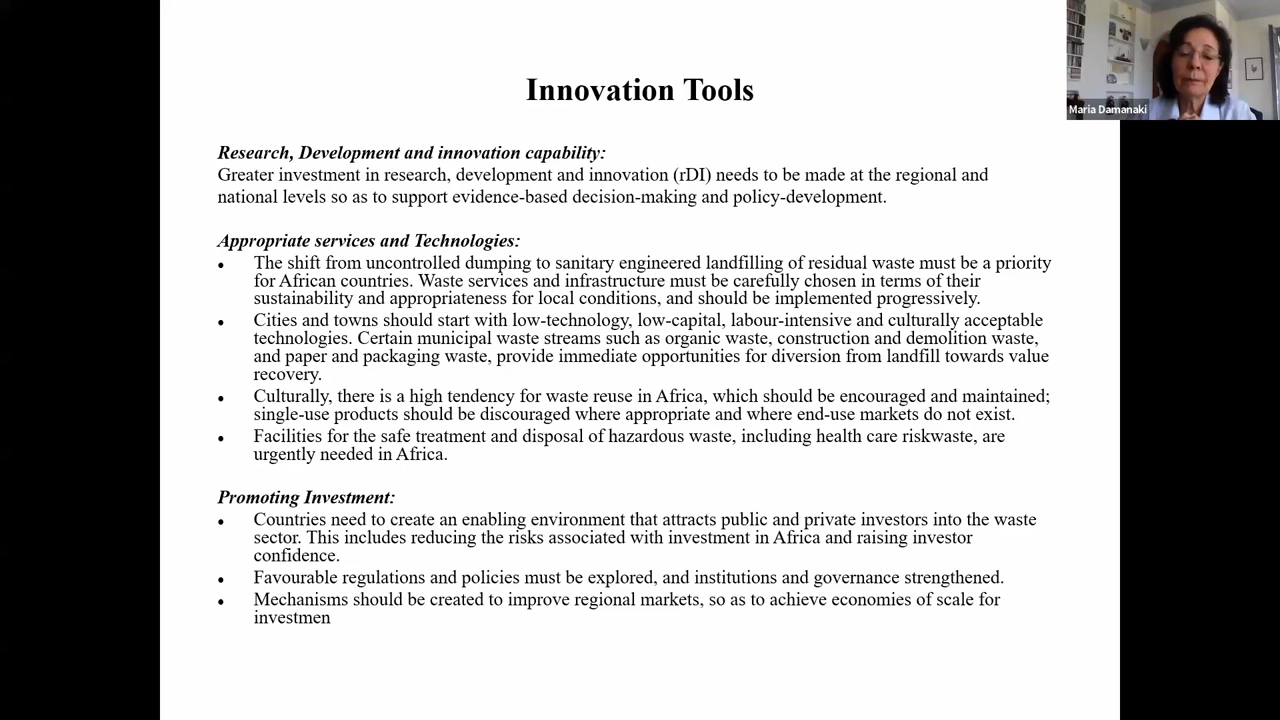 Innovation Tools
Maria Damanaki
Research, Development and innovation capability:
Greater investment in research, development and innovation (rDI) needs to be made at the regional and
national levels so as to support evidence-based decision-making and policy-development.
Appropriate services and Technologies:
• The shift from uncontrolled dumping to sanitary engineered landfilling of residual waste must be a priority
for African countries. Waste services and infrastructure must be carefully chosen in terms of their
sustainability and appropriateness for local conditions, and should be implemented progressively.
• Cities and towns should start with low-technology, low-capital, labour-intensive and culturally acceptable
technologies. Certain municipal waste streams such as organic waste, construction and demolition waste,
and paper and packaging waste, provide immediate opportunities for diversion from landfill towards value
recovery.
• Culturally, there is a high tendency for waste reuse in Africa, which should be encouraged and maintained;
single-use products should be discouraged where appropriate and where end-use markets do not exist.
• Facilities for the safe treatment and disposal of hazardous waste, including health care riskwaste, are
urgently needed in Africa.
Promoting Investment:
• Countries need to create an enabling environment that attracts public and private investors into the waste
sector. This includes reducing the risks associated with investment in Africa and raising investor
confidence.
• Favourable regulations and policies must be explored, and institutions and governance strengthened.
• Mechanisms should be created to improve regional markets, so as to achieve economies of scale for
investmen